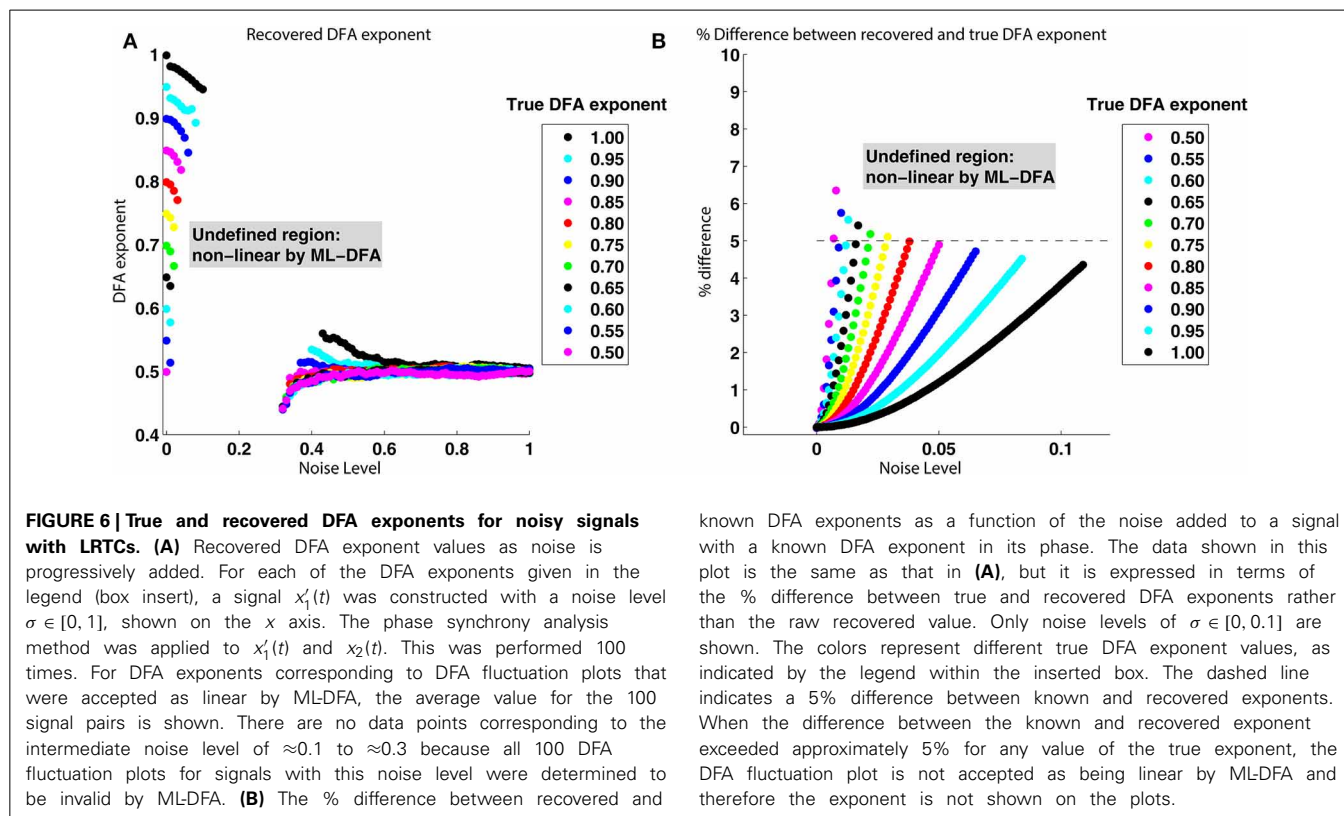 A
Recovered DFA exponent
1
0.9
0.8
0.7
0.6
0.5
0.4
DFA exponent
0
0.2
0.4
0.6
0.8
1
Noise Level
Undefined region:
non-linear by ML-DFA
True DFA exponent
1.00
0.95
0.90
0.85
0.80
0.75
0.70
0.65
0.60
0.55
0.50
B
% Difference between recovered and true DFA exponent
10
9
8
7
6
5
4
3
2
1
0
% difference
0
0.05
0.1
Noise Level
Undefined region:
non-linear by ML-DFA
True DFA exponent
0.50
0.55
0.60
0.65
0.70
0.75
0.80
0.85
0.90
0.95
1.00
FIGURE 6 | True and recovered DFA exponents for noisy signals
with LRTCs. (A) Recovered DFA exponent values as noise is
progressively added. For each of the DFA exponents given in the
legend (box insert), a signal x′₁(t) was constructed with a noise level
σ ∈ [0, 1], shown on the x axis. The phase synchrony analysis
method was applied to x′₁(t) and x₂(t). This was performed 100
times. For DFA exponents corresponding to DFA fluctuation plots that
were accepted as linear by ML-DFA, the average value for the 100
signal pairs is shown. There are no data points corresponding to the
intermediate noise level of ≈0.1 to ≈0.3 because all 100 DFA
fluctuation plots for signals with this noise level were determined to
be invalid by ML-DFA. (B) The % difference between recovered and
known DFA exponents as a function of the noise added to a signal
with a known DFA exponent in its phase. The data shown in this
plot is the same as that in (A), but it is expressed in terms of
the % difference between true and recovered DFA exponents rather
than the raw recovered value. Only noise levels of σ ∈ [0, 0.1] are
shown. The colors represent different true DFA exponent values, as
indicated by the legend within the inserted box. The dashed line
indicates a 5% difference between known and recovered exponents.
When the difference between the known and recovered exponent
exceeded approximately 5% for any value of the true exponent, the
DFA fluctuation plot is not accepted as being linear by ML-DFA and
therefore the exponent is not shown on the plots.